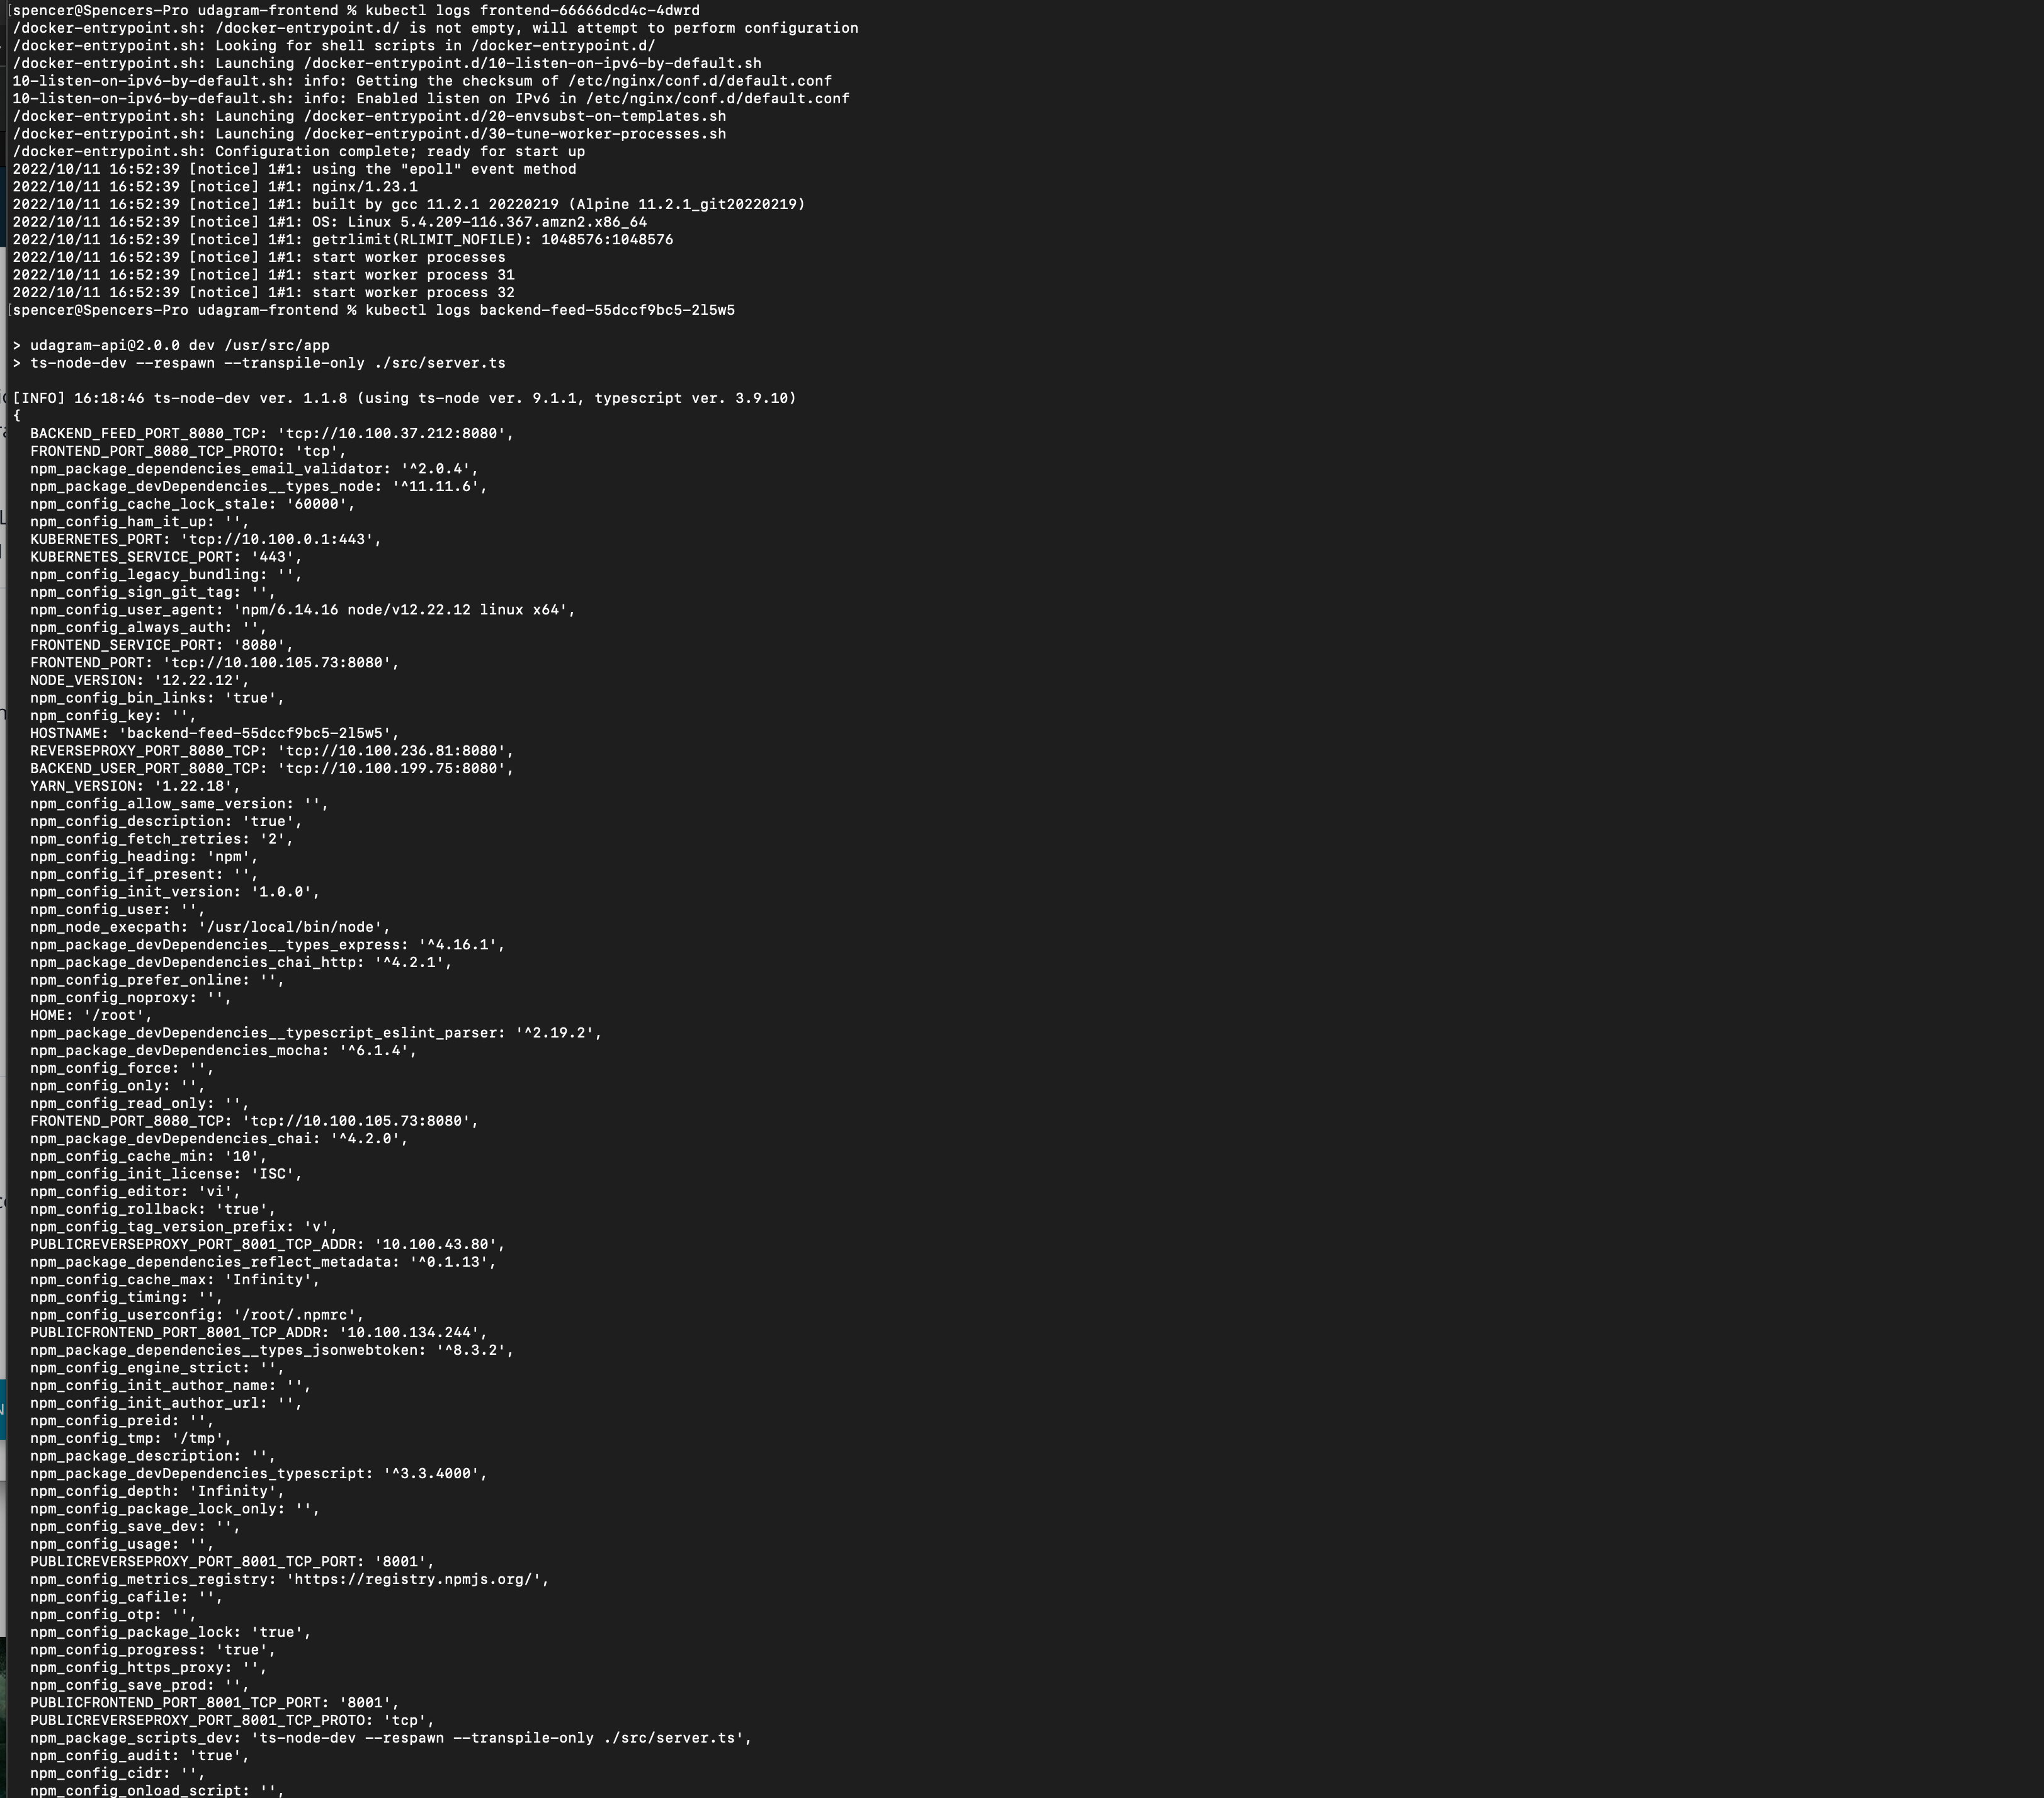 [spencer@Spencers-Pro udagram-frontend % kubectl logs frontend-66666dcd4c-4dwrd
/docker-entrypoint.sh: /docker-entrypoint.d/ is not empty, will attempt to perform configuration
/docker-entrypoint.sh: Looking for shell scripts in /docker-entrypoint.d/
/docker-entrypoint.sh: Launching /docker-entrypoint.d/10-listen-on-ipv6-by-default.sh
10-listen-on-ipv6-by-default.sh: info: Getting the checksum of /etc/nginx/conf.d/default.conf
10-listen-on-ipv6-by-default.sh: info: Enabled listen on IPv6 in /etc/nginx/conf.d/default.conf
/docker-entrypoint.sh: Launching /docker-entrypoint.d/20-envsubst-on-templates.sh
/docker-entrypoint.sh: Launching /docker-entrypoint.d/30-tune-worker-processes.sh
/docker-entrypoint.sh: Configuration complete; ready for start up
2022/10/11 16:52:39 [notice] 1#1: using the "epoll" event method
2022/10/11 16:52:39 [notice] 1#1: nginx/1.23.1
2022/10/11 16:52:39 [notice] 1#1: built by gcc 11.2.1 20220219 (Alpine 11.2.1_git20220219)
2022/10/11 16:52:39 [notice] 1#1: OS: Linux 5.4.209-116.367.amzn2.x86_64
2022/10/11 16:52:39 [notice] 1#1: getrlimit(RLIMIT_NOFILE): 1048576:1048576
2022/10/11 16:52:39 [notice] 1#1: start worker processes
2022/10/11 16:52:39 [notice] 1#1: start worker process 31
2022/10/11 16:52:39 [notice] 1#1: start worker process 32
[spencer@Spencers-Pro udagram-frontend % kubectl logs backend-feed-55dccf9bc5-2l5w5
> udagram-api@2.0.0 dev /usr/src/app
> ts-node-dev --respawn --transpile-only ./src/server.ts
[INFO] 16:18:46 ts-node-dev ver. 1.1.8 (using ts-node ver. 9.1.1, typescript ver. 3.9.10)
{
BACKEND_FEED_PORT_8080_TCP: 'tcp://10.100.37.212:8080',
FRONTEND_PORT_8080_TCP_PROTO: 'tcp',
npm_package_dependencies_email_validator: '^2.0.4',
npm_package_devDependencies__types_node: '^11.11.6',
npm_config_cache_lock_stale: '60000',
npm_config_ham_it_up: '',
KUBERNETES_PORT: 'tcp://10.100.0.1:443',
KUBERNETES_SERVICE_PORT: '443',
npm_config_legacy_bundling: '',
npm_config_sign_git_tag: '',
npm_config_user_agent: 'npm/6.14.16 node/v12.22.12 linux x64',
npm_config_always_auth: '',
FRONTEND_SERVICE_PORT: '8080',
FRONTEND_PORT: 'tcp://10.100.105.73:8080',
NODE_VERSION: '12.22.12',
npm_config_bin_links: 'true',
npm_config_key: '',
HOSTNAME: 'backend-feed-55dccf9bc5-2l5w5',
REVERSEPROXY_PORT_8080_TCP: 'tcp://10.100.236.81:8080',
BACKEND_USER_PORT_8080_TCP: 'tcp://10.100.199.75:8080',
YARN_VERSION: '1.22.18',
npm_config_allow_same_version: '',
npm_config_description: 'true',
npm_config_fetch_retries: '2',
npm_config_heading: 'npm',
npm_config_if_present: '',
npm_config_init_version: '1.0.0',
npm_config_user: '',
npm_node_execpath: '/usr/local/bin/node',
npm_package_devDependencies__types_express: '^4.16.1',
npm_package_devDependencies_chai_http: '^4.2.1',
npm_config_prefer_online: '',
npm_config_noproxy: '',
HOME: '/root',
npm_package_devDependencies__typescript_eslint_parser: '^2.19.2',
npm_package_devDependencies_mocha: '^6.1.4',
npm_config_force: '',
npm_config_only: '',
npm_config_read_only: '',
FRONTEND_PORT_8080_TCP: 'tcp://10.100.105.73:8080',
npm_package_devDependencies_chai: '^4.2.0',
npm_config_cache_min: '10',
npm_config_init_license: 'ISC',
npm_config_editor: 'vi',
npm_config_rollback: 'true',
npm_config_tag_version_prefix: 'v',
PUBLICREVERSEPROXY_PORT_8001_TCP_ADDR: '10.100.43.80',
npm_package_dependencies_reflect_metadata: '^0.1.13',
npm_config_cache_max: 'Infinity',
npm_config_timing: '',
npm_config_userconfig: '/root/.npmrc',
PUBLICFRONTEND_PORT_8001_TCP_ADDR: '10.100.134.244',
npm_package_dependencies__types_jsonwebtoken: '^8.3.2',
npm_config_engine_strict: '',
npm_config_init_author_name: '',
npm_config_init_author_url: '',
npm_config_preid: '',
npm_config_tmp: '/tmp',
npm_package_description: '',
npm_package_devDependencies_typescript: '^3.3.4000',
npm_config_depth: 'Infinity',
npm_config_package_lock_only: '',
npm_config_save_dev: '',
npm_config_usage: '',
PUBLICREVERSEPROXY_PORT_8001_TCP_PORT: '8001',
npm_config_metrics_registry: 'https://registry.npmjs.org/',
npm_config_cafile: '',
npm_config_otp: '',
npm_config_package_lock: 'true',
npm_config_progress: 'true',
npm_config_https_proxy: '',
npm_config_save_prod: '',
PUBLICFRONTEND_PORT_8001_TCP_PORT: '8001',
PUBLICREVERSEPROXY_PORT_8001_TCP_PROTO: 'tcp',
npm_package_scripts_dev: 'ts-node-dev --respawn --transpile-only ./src/server.ts',
npm_config_audit: 'true',
npm_config_cidr: '',
npm_config_onload_script: '',